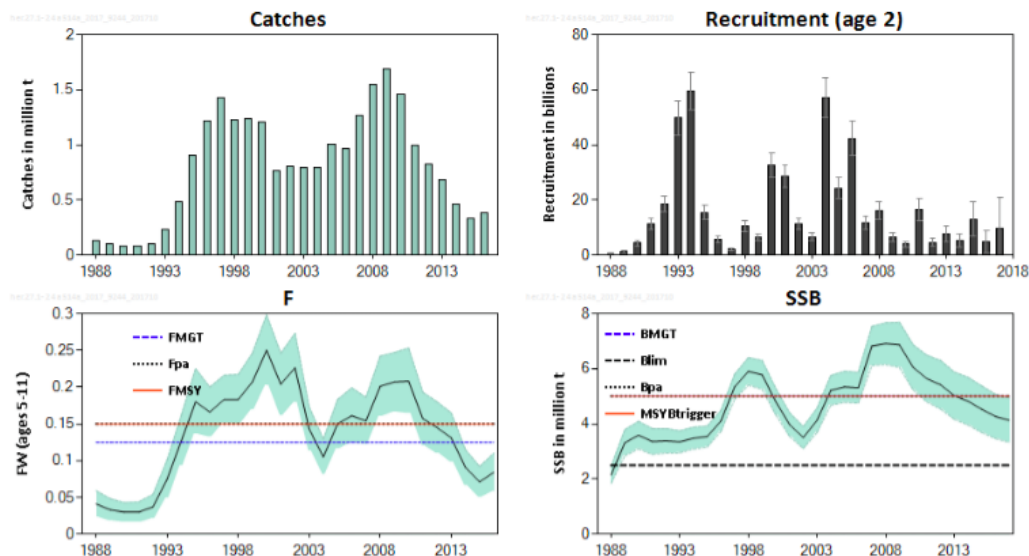 Catches
Catches in million t
2
1.5
1
0.5
0
1988 1993 1998 2003 2008 2013
Recruitment (age 2)
Recruitment in billions
80
60
40
20
0
1988 1993 1998 2003 2008 2013 2018
F
FW (ages 5-11)
0.3
0.25
0.2
0.15
0.1
0.05
0
FMGT
Fpa
FMSY
1988 1993 1998 2003 2008 2013
SSB
SSB in million t
8
6
4
2
0
BMGT
Blim
Bpa
MSYBtrigger
1988 1993 1998 2003 2008 2013